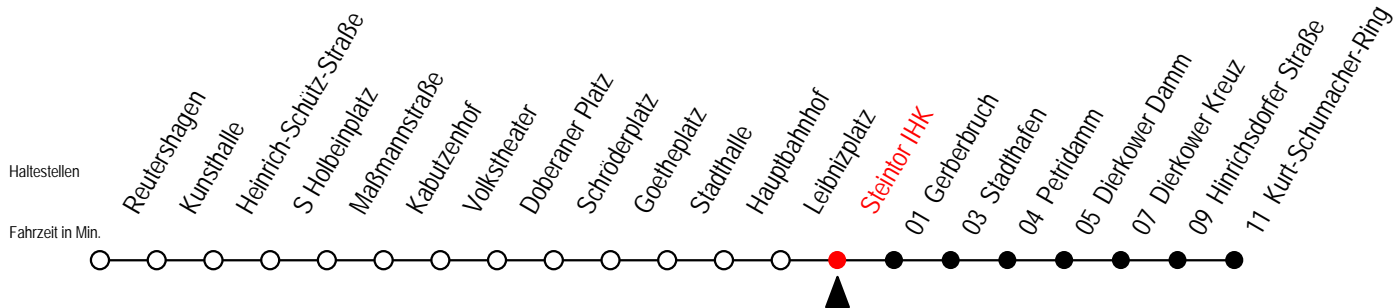 Haltestellen
Reutershagen
Kunsthalle
Heinrich-Schütz-Straße
S Holbeinplatz
Maßmannstraße
Kabutzenhof
Volkstheater
Doberaner Platz
Schröderplatz
Goetheplatz
Stadthalle
Hauptbahnhof
Leibnizplatz
Steintor IHK
01 Gerberbruch
03 Stadthafen
04 Petridamm
05 Dierkower Damm
07 Dierkower Kreuz
09 Hinrichsdorfer Straße
11 Kurt-Schumacher-Ring
Fahrzeit in Min.